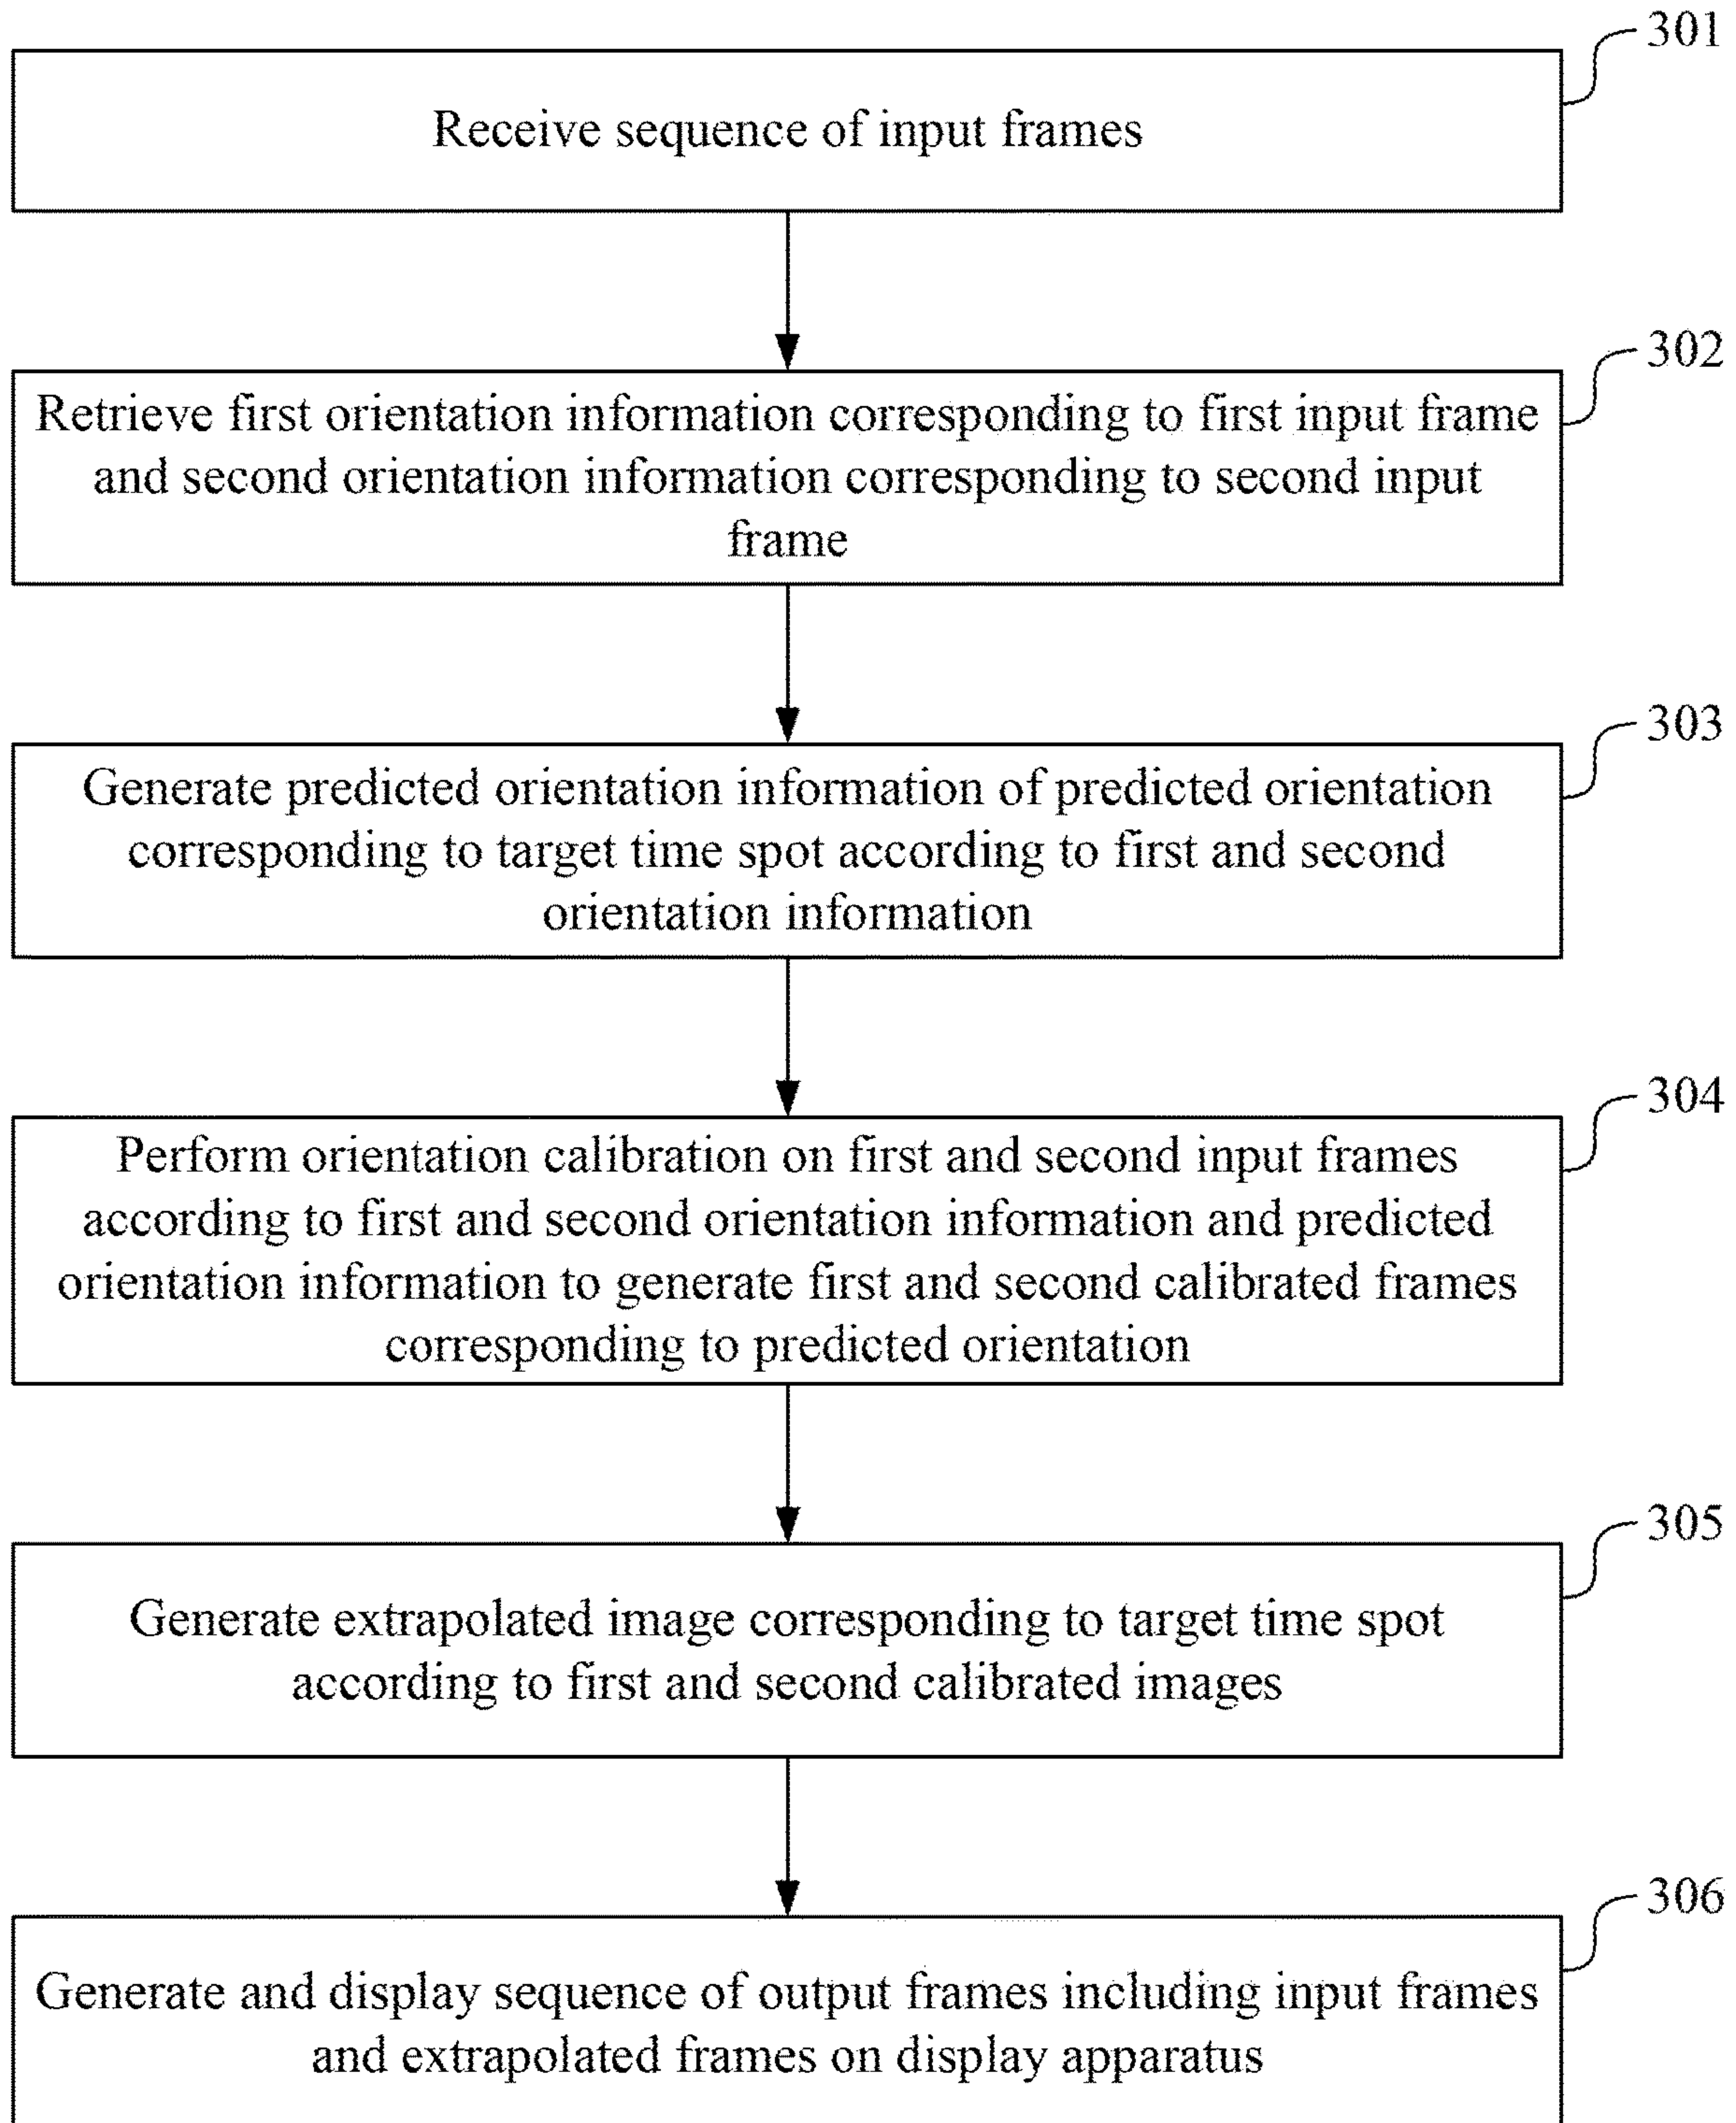 301
Receive sequence of input frames
302
Retrieve first orientation information corresponding to first input frame
and second orientation information corresponding to second input
frame
303
Generate predicted orientation information of predicted orientation
corresponding to target time spot according to first and second
orientation information
304
Perform orientation calibration on first and second input frames
according to first and second orientation information and predicted
orientation information to generate first and second calibrated frames
corresponding to predicted orientation
305
Generate extrapolated image corresponding to target time spot
according to first and second calibrated images
306
Generate and display sequence of output frames including input frames
and extrapolated frames on display apparatus